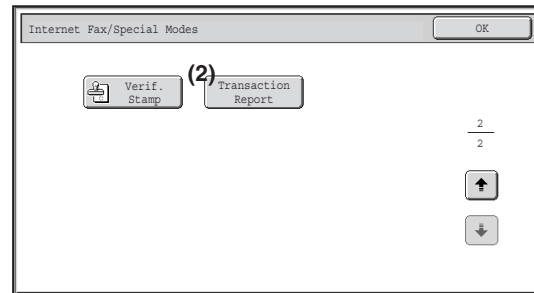 Internet Fax/Special Modes
OK
Verif.
Stamp
(2)
Transaction
Report
2
2